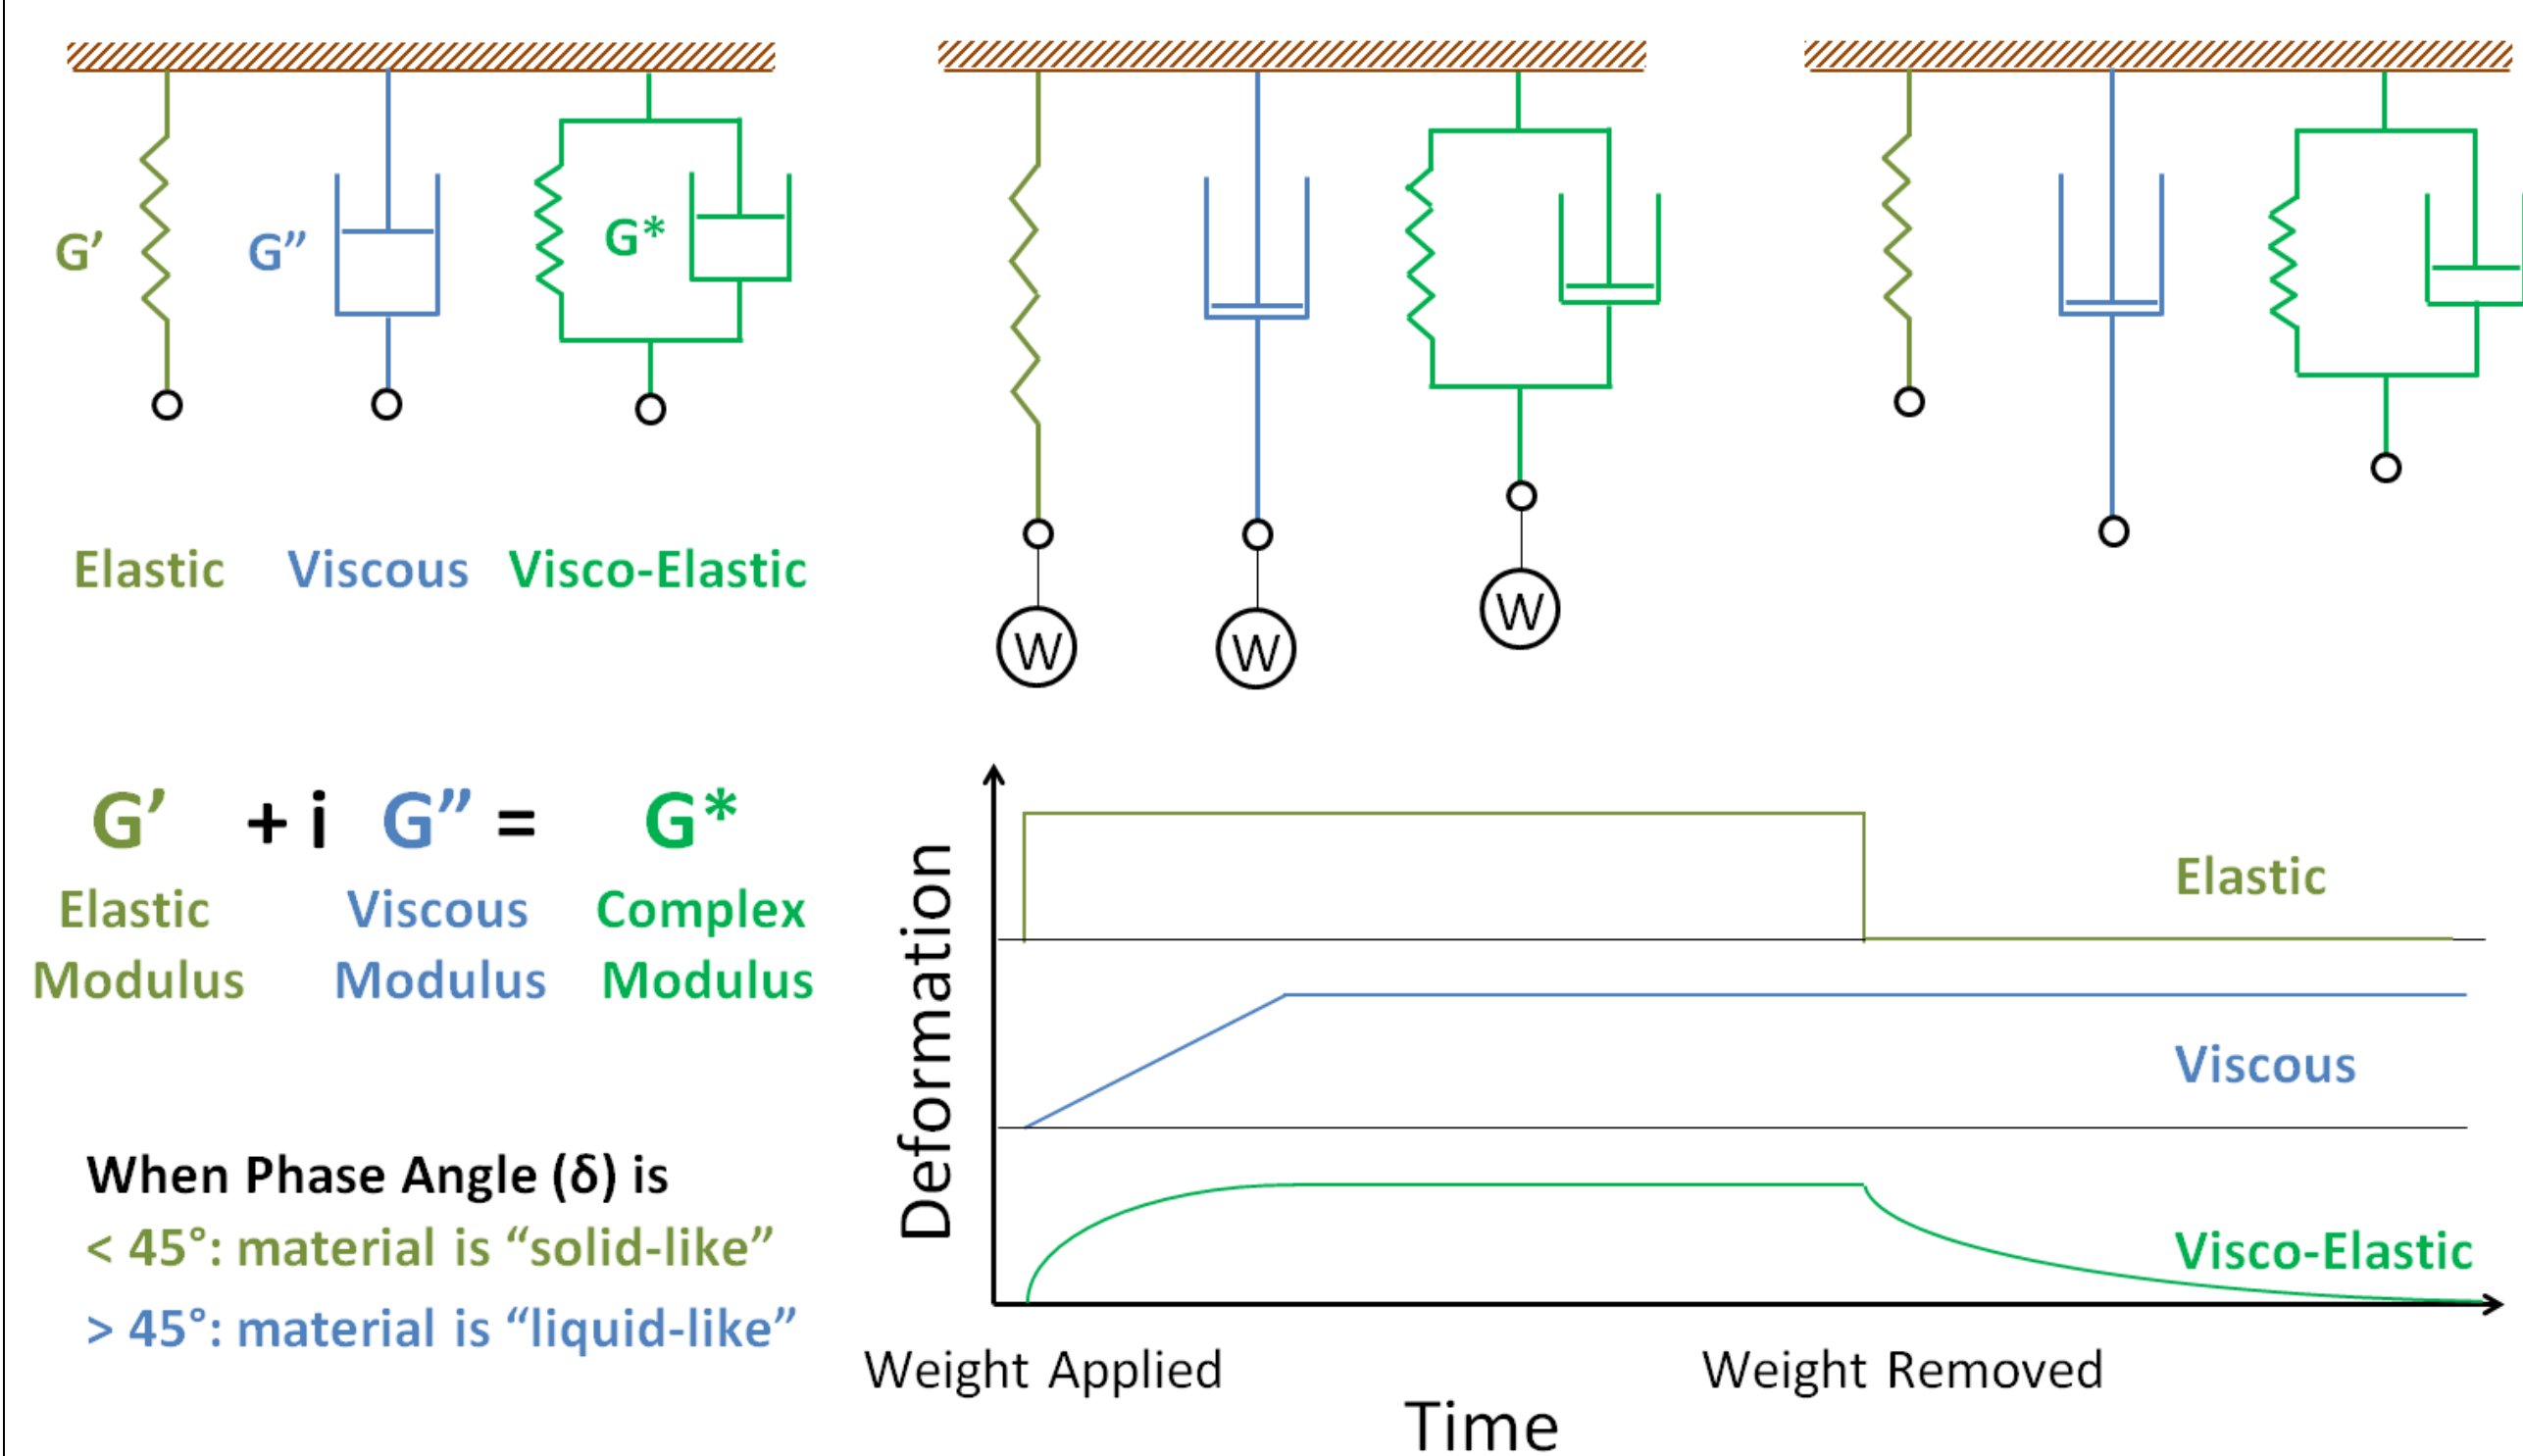 G’
G”
G*
Elastic Viscous Visco-Elastic
W
W
W
G’ + i G” = G*
Elastic Viscous Complex
Modulus Modulus Modulus
When Phase Angle (δ) is
< 45°: material is “solid-like”
> 45°: material is “liquid-like”
Deformation
Elastic
Viscous
Visco-Elastic
Weight Applied Weight Removed
Time